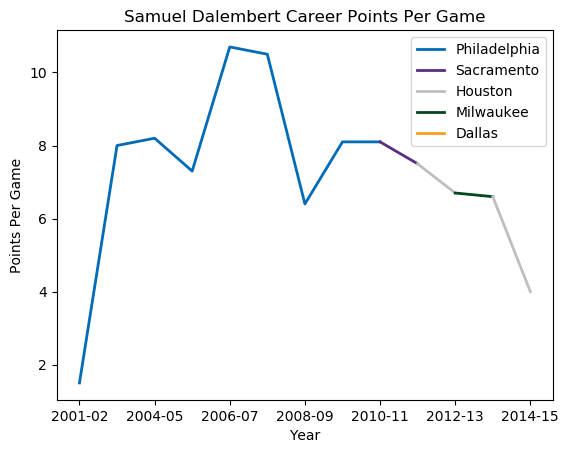 Samuel Dalembert Career Points Per Game
Philadelphia
Sacramento
Houston
Milwaukee
Dallas
Points Per Game
10
8
6
4
2
2001-02 2004-05 2006-07 2008-09 2010-11 2012-13 2014-15
Year